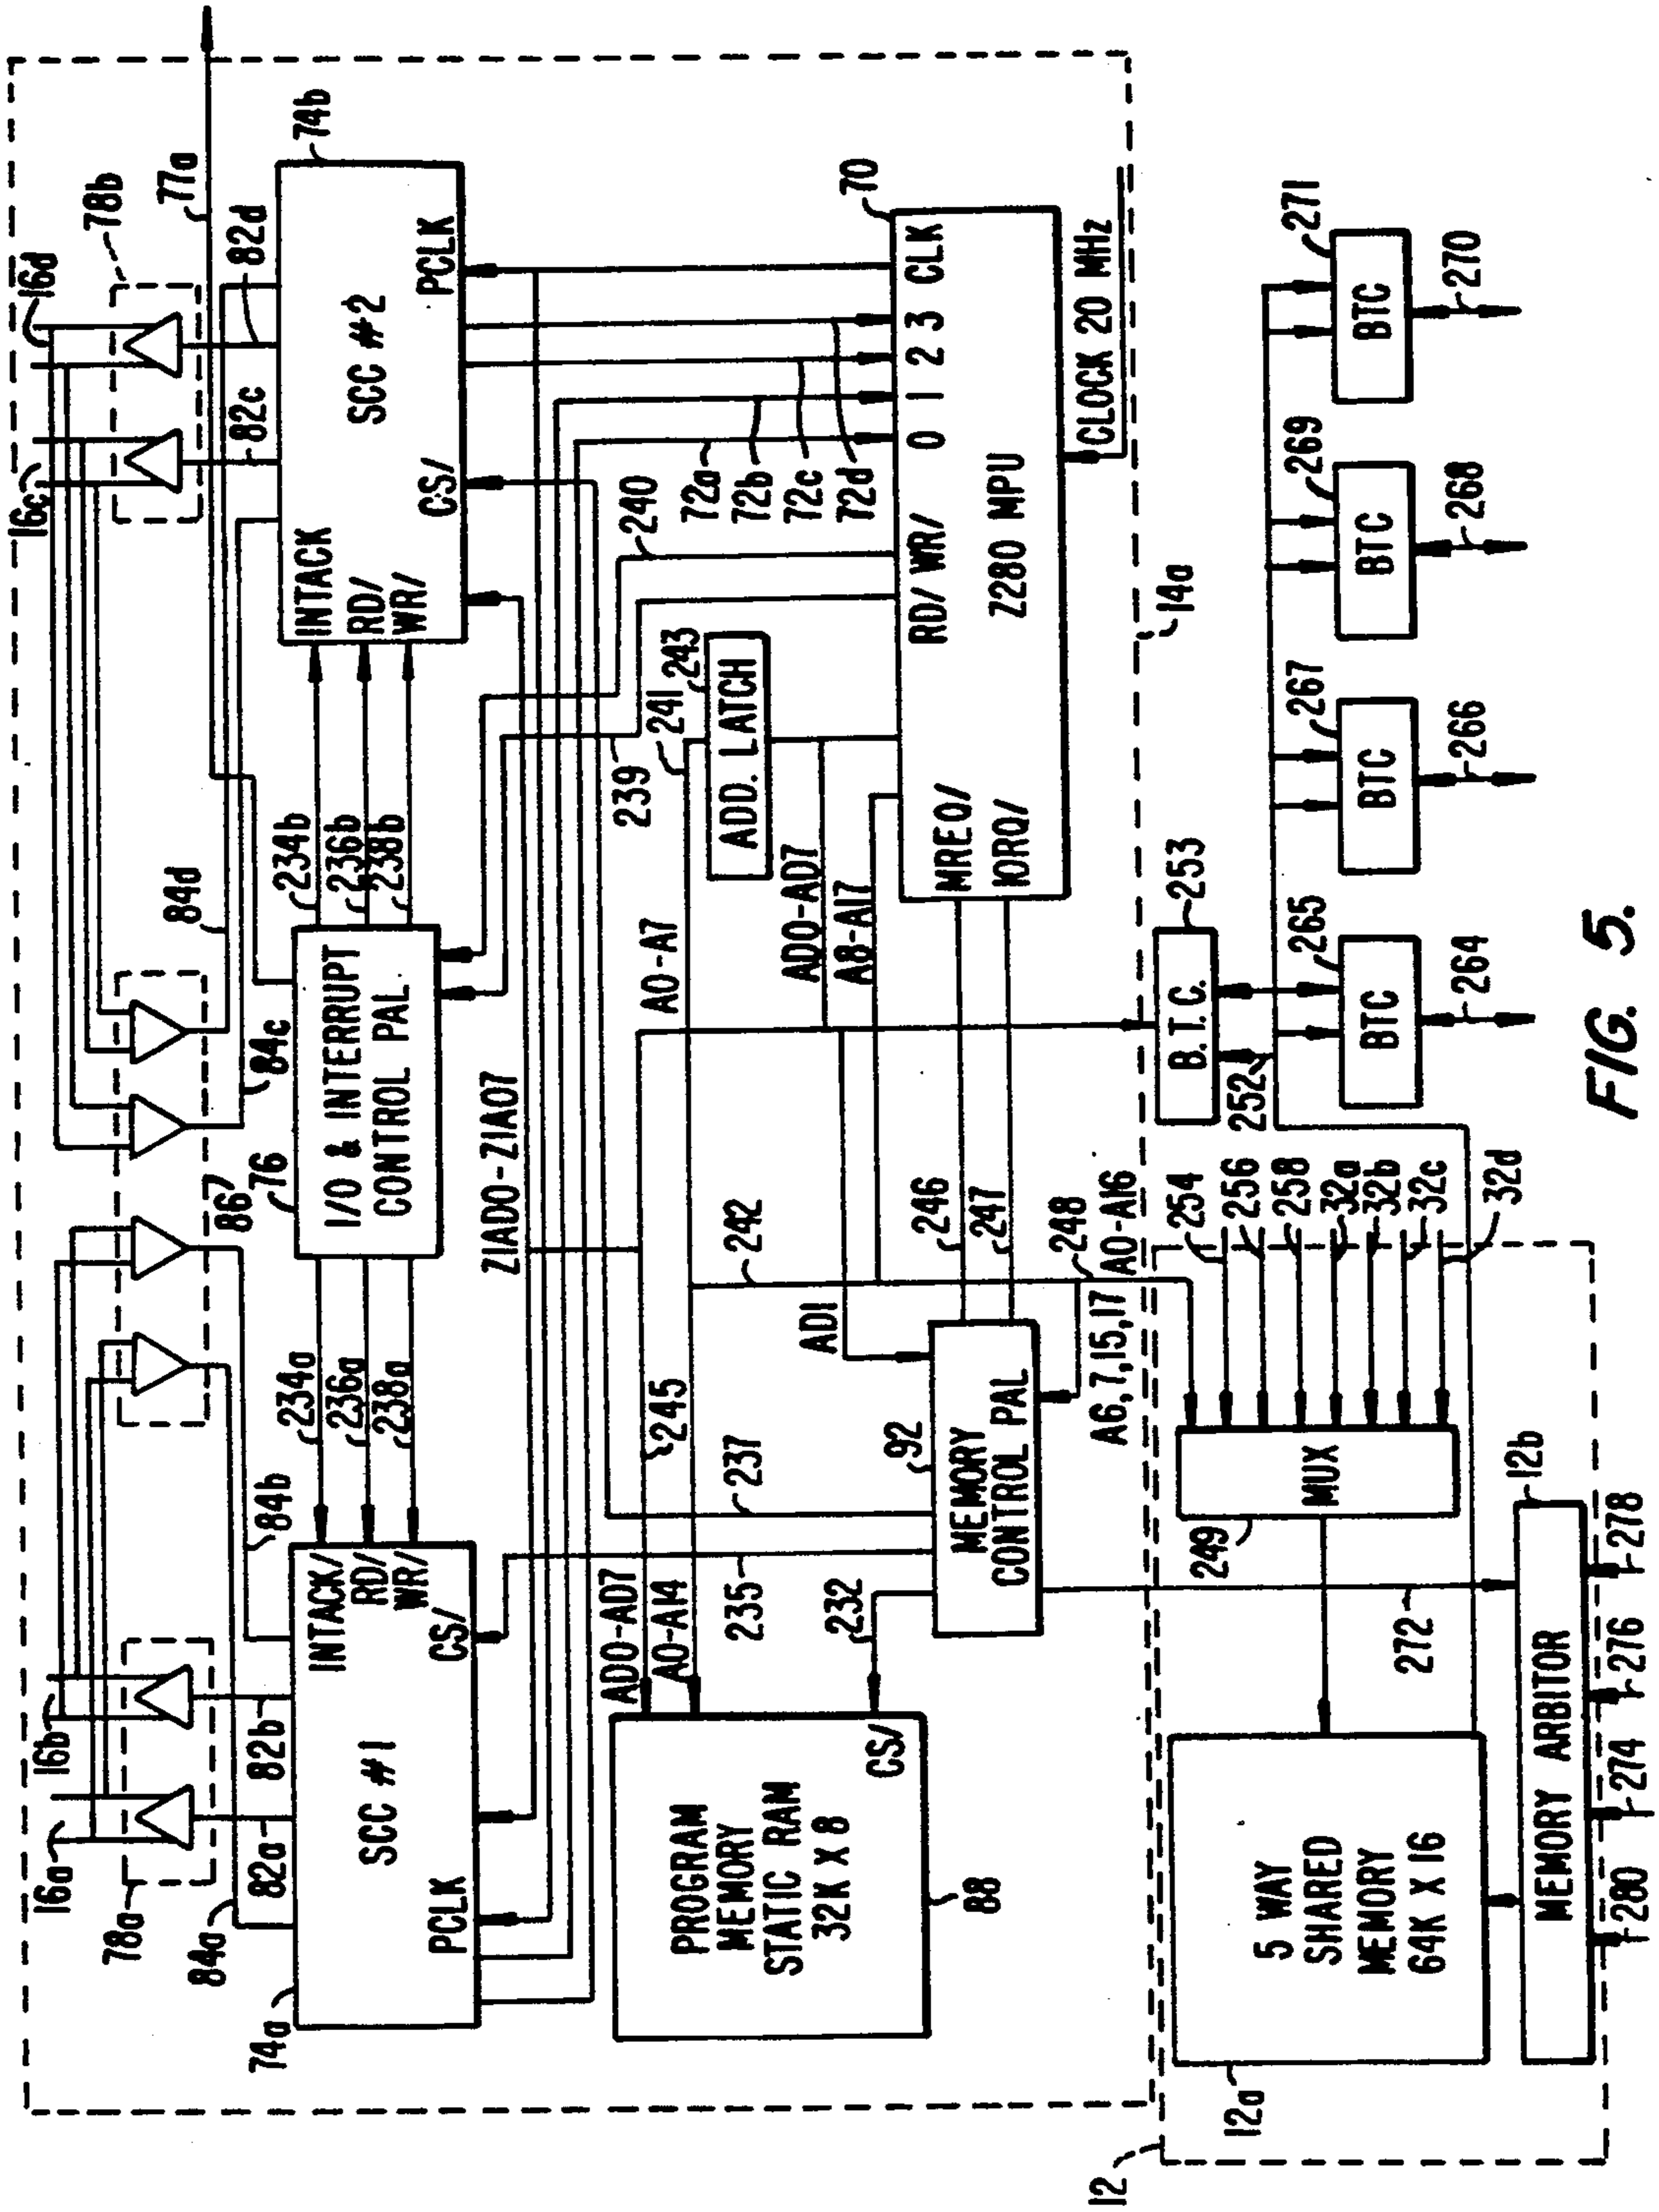 16a
16b
16c
16d
78a
78b
77a
84a
82a
82b
84b
86
84c
84d
82c
82d
74a
SCC #1
PCLK
INTACK/
RD/
WR/
CS/
234a
236a
238a
76
I/O & INTERRUPT
CONTROL PAL
234b
236b
238b
INTACK
RD/
WR/
SCC #2
CS/
PCLK
74b
ZIAD0-ZIA07
239
240
72a
72b
72c
72d
PROGRAM
MEMORY
STATIC RAM
32K X 8
CS/
88
AD0-AD7
A0-A14
245
235
237
232
242
A0-A7
241
243
ADD. LATCH
AD0-AD7
A8-A17
AD1
92
MEMORY
CONTROL PAL
246
247
248
A6,7,15,17
A0-A16
MREQ/
IORQ/
RD/ WR/
0 1 2 3 CLK
Z280 MPU
70
CLOCK 20 MHz
14a
12
12a
5 WAY
SHARED
MEMORY
64K X 16
MUX
249
254
256
258
32a
32b
32c
32d
272
12b
MEMORY ARBITOR
280
274
276
278
B.T.C.
253
252
BTC
265
264
BTC
267
266
BTC
269
268
BTC
271
270
FIG. 5.